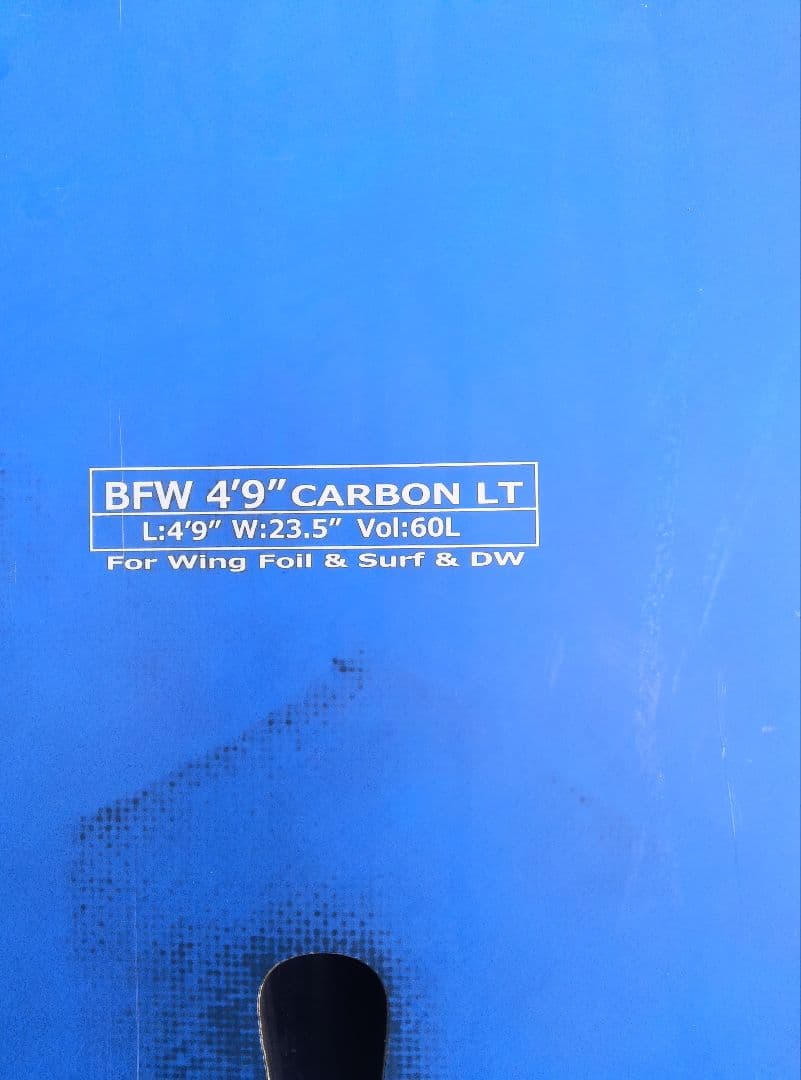 BFW 4'9" CARBON LT
L:4'9" W:23.5" Vol:60L
For Wing Foil & Surf & DW